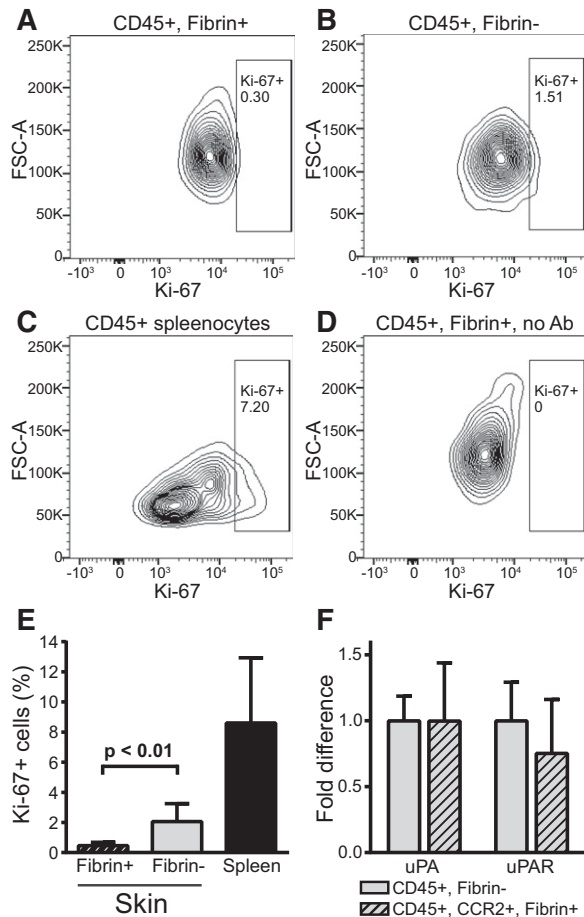 A
CD45+, Fibrin+
250K
200K
150K
100K
50K
0
FSC-A
Ki-67+
0.30
-10³ 0 10³ 10⁴ 10⁵
Ki-67
B
CD45+, Fibrin-
250K
200K
150K
100K
50K
0
FSC-A
Ki-67+
1.51
-10³ 0 10³ 10⁴ 10⁵
Ki-67
C
CD45+ spleenocytes
250K
200K
150K
100K
50K
0
FSC-A
Ki-67+
7.20
-10³ 0 10³ 10⁴ 10⁵
Ki-67
D
CD45+, Fibrin+, no Ab
250K
200K
150K
100K
50K
0
FSC-A
Ki-67+
0
-10³ 0 10³ 10⁴ 10⁵
Ki-67
E
14
12
10
8
6
4
2
0
Ki-67+ cells (%)
p < 0.01
Fibrin+ Fibrin- Spleen
Skin
F
1.5
1.0
0.5
0.0
Fold difference
uPA uPAR
CD45+, Fibrin-
CD45+, CCR2+, Fibrin+